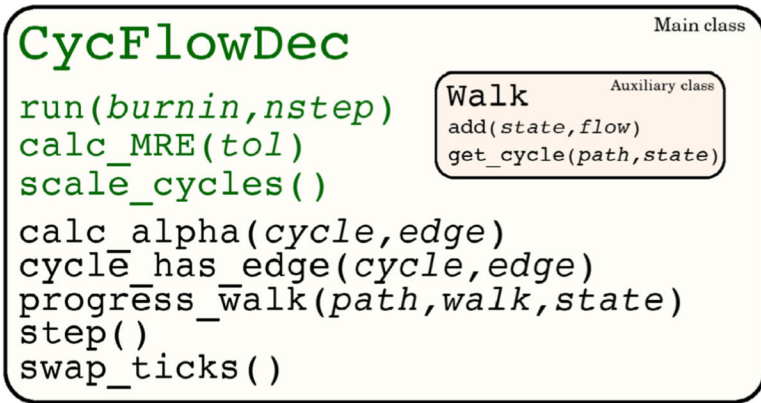 CycFlowDec
Main class
run(burnin,nstep)
calc_MRE(tol)
scale_cycles()
Walk
Auxiliary class
add(state,flow)
get_cycle(path,state)
calc_alpha(cycle,edge)
cycle_has_edge(cycle,edge)
progress_walk(path,walk,state)
step()
swap_ticks()